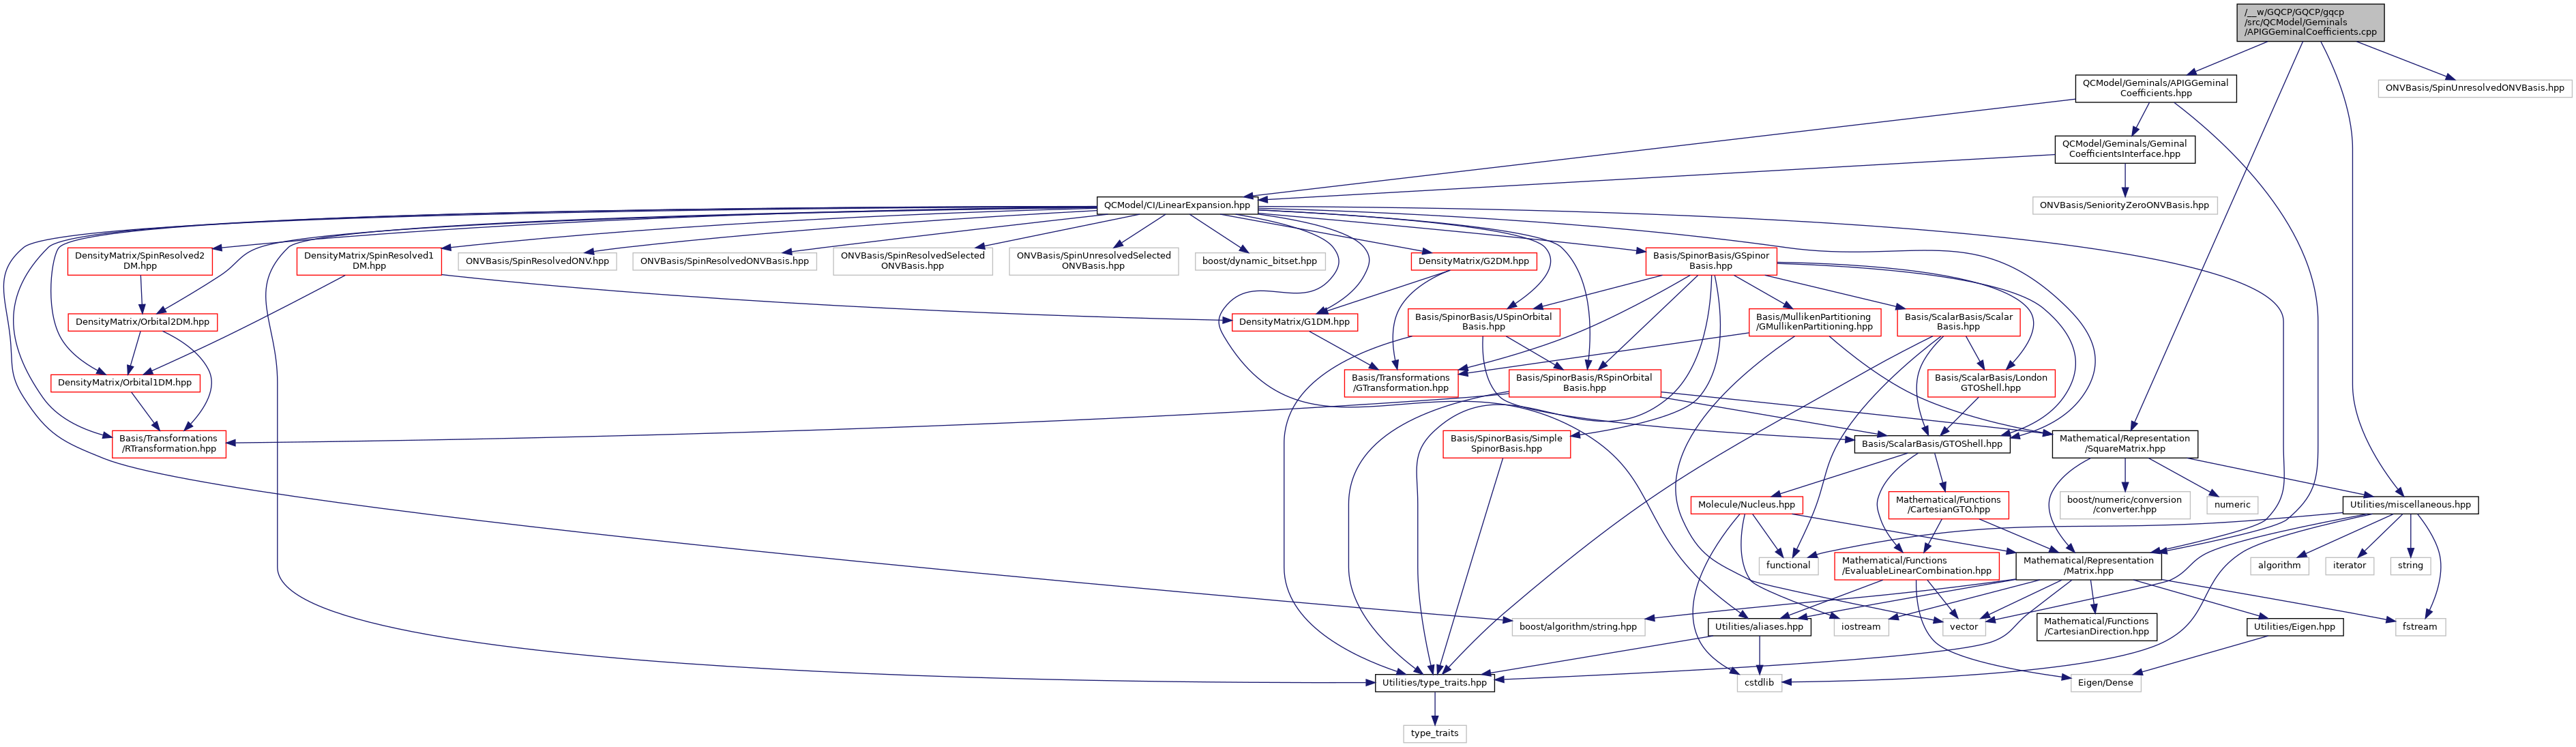 /__w/GQCP/GQCP/gqcp
/src/QCModel/Geminals
/APIGGeminalCoefficients.cpp
QCModel/Geminals/APIGGeminal
Coefficients.hpp
ONVBasis/SpinUnresolvedONVBasis.hpp
QCModel/Geminals/Geminal
CoefficientsInterface.hpp
QCModel/CI/LinearExpansion.hpp
ONVBasis/SeniorityZeroONVBasis.hpp
DensityMatrix/SpinResolved2
DM.hpp
DensityMatrix/SpinResolved1
DM.hpp
ONVBasis/SpinResolvedONV.hpp
ONVBasis/SpinResolvedONVBasis.hpp
ONVBasis/SpinResolvedSelected
ONVBasis.hpp
ONVBasis/SpinUnresolvedSelected
ONVBasis.hpp
boost/dynamic_bitset.hpp
DensityMatrix/G2DM.hpp
Basis/SpinorBasis/GSpinor
Basis.hpp
DensityMatrix/Orbital2DM.hpp
DensityMatrix/G1DM.hpp
Basis/SpinorBasis/USpinOrbital
Basis.hpp
Basis/MullikenPartitioning
/GMullikenPartitioning.hpp
Basis/ScalarBasis/Scalar
Basis.hpp
DensityMatrix/Orbital1DM.hpp
Basis/Transformations
/GTransformation.hpp
Basis/SpinorBasis/RSpinOrbital
Basis.hpp
Basis/ScalarBasis/London
GTOShell.hpp
Basis/Transformations
/RTransformation.hpp
Basis/SpinorBasis/Simple
SpinorBasis.hpp
Basis/ScalarBasis/GTOShell.hpp
Mathematical/Representation
/SquareMatrix.hpp
Molecule/Nucleus.hpp
Mathematical/Functions
/CartesianGTO.hpp
boost/numeric/conversion
/converter.hpp
numeric
Utilities/miscellaneous.hpp
functional
Mathematical/Functions
/EvaluableLinearCombination.hpp
Mathematical/Representation
/Matrix.hpp
algorithm
iterator
string
boost/algorithm/string.hpp
Utilities/aliases.hpp
iostream
vector
Mathematical/Functions
/CartesianDirection.hpp
Utilities/Eigen.hpp
fstream
Utilities/type_traits.hpp
cstdlib
Eigen/Dense
type_traits